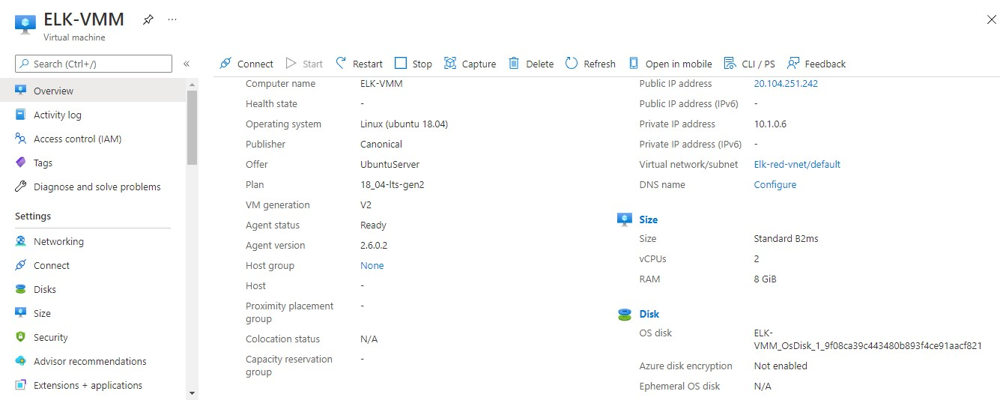 ELK-VMM
Virtual machine
Search (Ctrl+/)
Overview
Activity log
Access control (IAM)
Tags
Diagnose and solve problems
Settings
Networking
Connect
Disks
Size
Security
Advisor recommendations
Extensions + applications
Connect Start Restart Stop Capture Delete Refresh Open in mobile CLI / PS Feedback
Computer name ELK-VMM
Health state -
Operating system Linux (ubuntu 18.04)
Publisher Canonical
Offer UbuntuServer
Plan 18_04-lts-gen2
VM generation V2
Agent status Ready
Agent version 2.6.0.2
Host group None
Host -
Proximity placement -
group
Colocation status N/A
Capacity reservation -
group
Public IP address 20.104.251.242
Public IP address (IPv6) -
Private IP address 10.1.0.6
Private IP address (IPv6) -
Virtual network/subnet Elk-red-vnet/default
DNS name Configure
Size
Size Standard B2ms
vCPUs 2
RAM 8 GiB
Disk
OS disk ELK-
VMM_OsDisk_1_9f08ca39c443480b893f4ce91aacf821
Azure disk encryption Not enabled
Ephemeral OS disk N/A